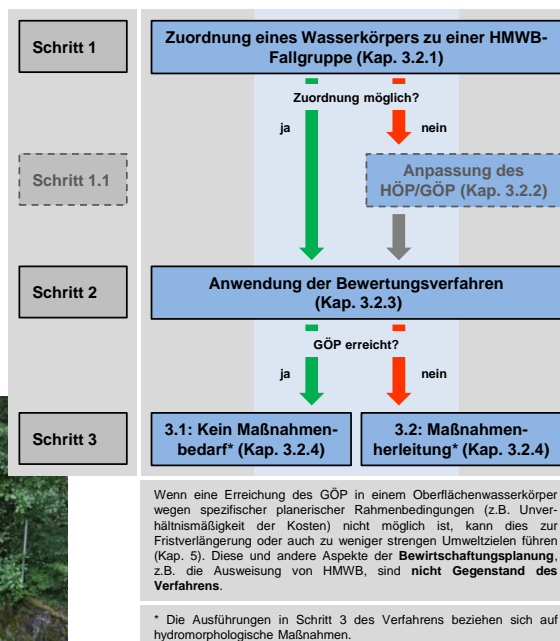 Schritt 1
Zuordnung eines Wasserkörpers zu einer HMWB-
Fallgruppe (Kap. 3.2.1)
Zuordnung möglich?
ja
nein
Schritt 1.1
Anpassung des
HÖP/GÖP (Kap. 3.2.2)
Schritt 2
Anwendung der Bewertungsverfahren
(Kap. 3.2.3)
GÖP erreicht?
ja
nein
Schritt 3
3.1: Kein Maßnahmen-
bedarf* (Kap. 3.2.4)
3.2: Maßnahmen-
herleitung* (Kap. 3.2.4)
Wenn eine Erreichung des GÖP in einem Oberflächenwasserkörper
wegen spezifischer planerischer Rahmenbedingungen (z.B. Unver-
hältnismäßigkeit der Kosten) nicht möglich ist, kann dies zur
Fristverlängerung oder auch zu weniger strengen Umweltzielen führen
(Kap. 5). Diese und andere Aspekte der Bewirtschaftungsplanung,
z.B. die Ausweisung von HMWB, sind nicht Gegenstand des
Verfahrens.
* Die Ausführungen in Schritt 3 des Verfahrens beziehen sich auf
hydromorphologische Maßnahmen.